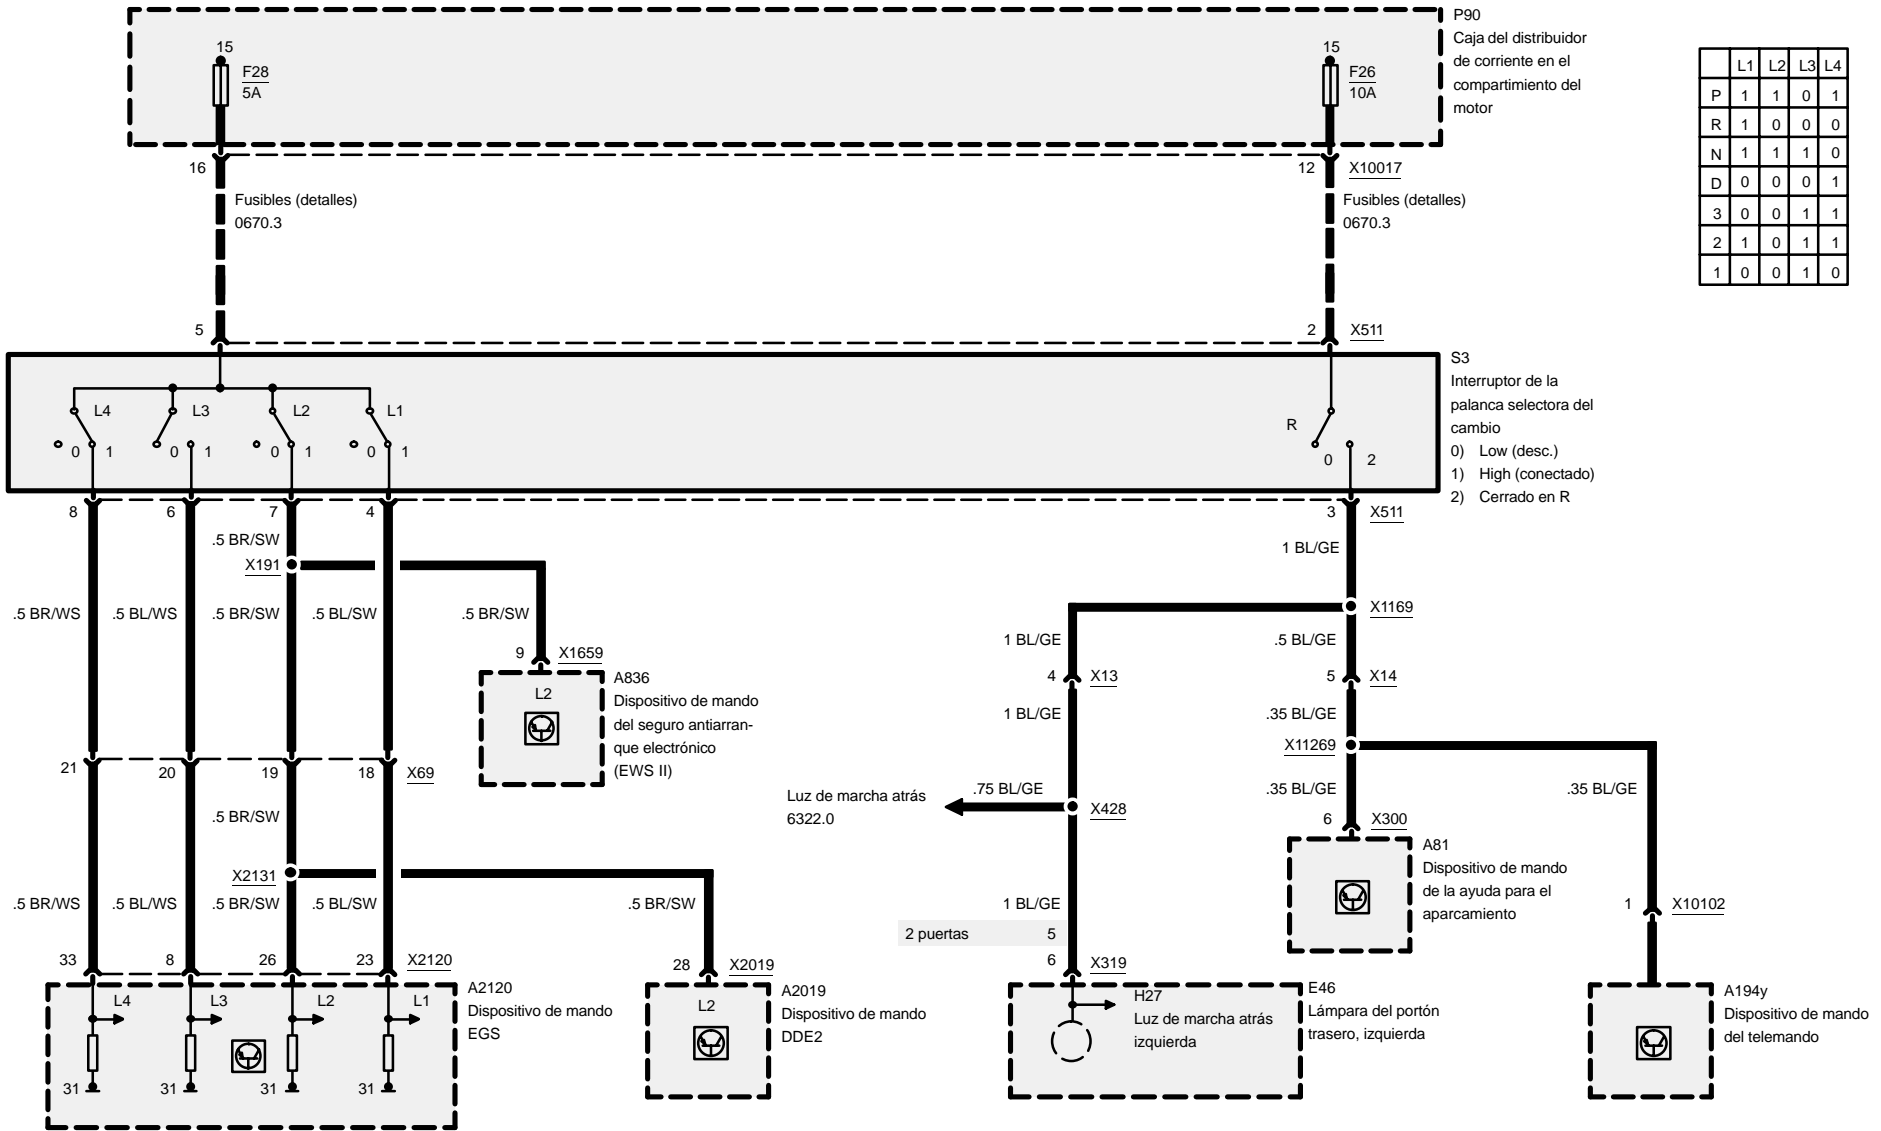 P90
Caja del distribuidor
de corriente en el
compartimiento del
motor
15
F28
5A
15
F26
10A
L1 L2 L3 L4
P 1 1 0 1
R 1 0 0 0
N 1 1 1 0
D 0 0 0 1
3 0 0 1 1
2 1 0 1 1
1 0 0 1 0
16
12
X10017
Fusibles (detalles)
0670.3
Fusibles (detalles)
0670.3
5
2
X511
S3
Interruptor de la
palanca selectora del
cambio
0) Low (desc.)
1) High (conectado)
2) Cerrado en R
L4
L3
L2
L1
R
0 1
0 1
0 1
0 1
0 2
8
6
7
4
3
X511
.5 BR/SW
X191
1 BL/GE
.5 BR/WS
.5 BL/WS
.5 BR/SW
.5 BL/SW
.5 BR/SW
X1169
1 BL/GE
.5 BL/GE
9
X1659
A836
Dispositivo de mando
del seguro antiarran-
que electrónico
(EWS II)
L2
4
X13
5
X14
1 BL/GE
.35 BL/GE
X11269
21
20
19
18
X69
Luz de marcha atrás
6322.0
.75 BL/GE
X428
.35 BL/GE
.35 BL/GE
.5 BR/SW
6
X300
A81
Dispositivo de mando
de la ayuda para el
aparcamiento
X2131
.5 BR/WS
.5 BL/WS
.5 BR/SW
.5 BL/SW
.5 BR/SW
1 BL/GE
1
X10102
2 puertas 5
33
8
26
23
X2120
28
X2019
6
X319
A2120
Dispositivo de mando
EGS
L4
L3
L2
L1
31
31
31
31
L2
A2019
Dispositivo de mando
DDE2
H27
Luz de marcha atrás
izquierda
E46
Lámpara del portón
trasero, izquierda
A194y
Dispositivo de mando
del telemando